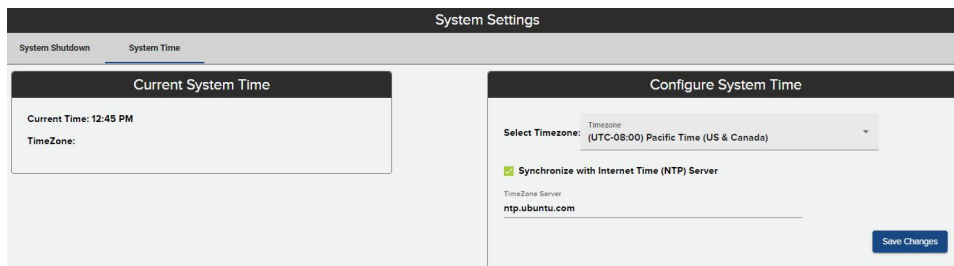 System Settings
System Shutdown System Time
Current System Time
Current Time: 12:45 PM
TimeZone:
Configure System Time
Select Timezone:
Timezone
(UTC-08:00) Pacific Time (US & Canada)
Synchronize with Internet Time (NTP) Server
TimeZone Server
ntp.ubuntu.com
Save Changes